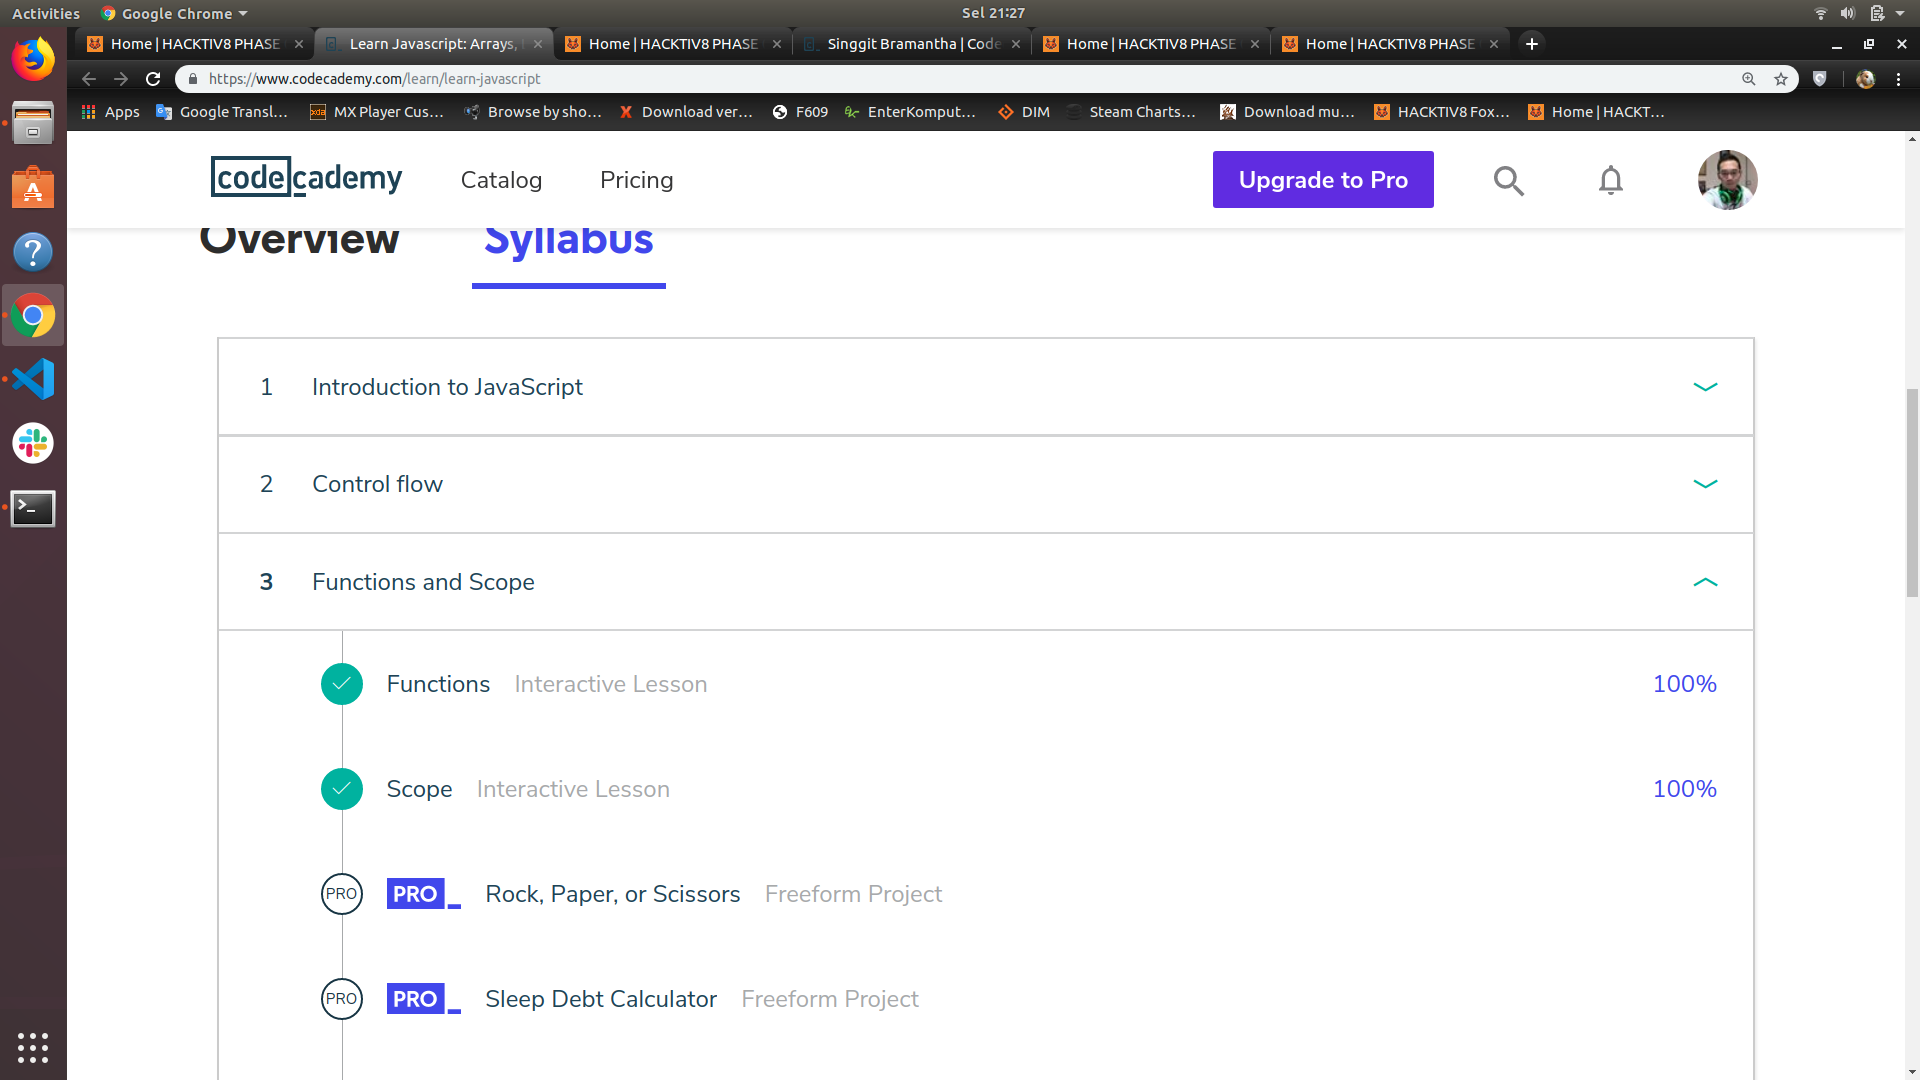 Activities
Google Chrome
Sel 21:27
Home | HACKTIV8 PHASE
Learn Javascript: Arrays,
Home | HACKTIV8 PHASE
Singgit Bramantha | Code
Home | HACKTIV8 PHASE
Home | HACKTIV8 PHASE
https://www.codecademy.com/learn/learn-javascript
Apps
Google Transl...
MX Player Cus...
Browse by sho...
Download ver...
F609
EnterKomput...
DIM
Steam Charts...
Download mu...
HACKTIV8 Fox...
Home | HACKT...
codecademy
Catalog
Pricing
Upgrade to Pro
Overview
Syllabus
1 Introduction to JavaScript
2 Control flow
3 Functions and Scope
Functions Interactive Lesson 100%
Scope Interactive Lesson 100%
PRO PRO_ Rock, Paper, or Scissors Freeform Project
PRO PRO_ Sleep Debt Calculator Freeform Project